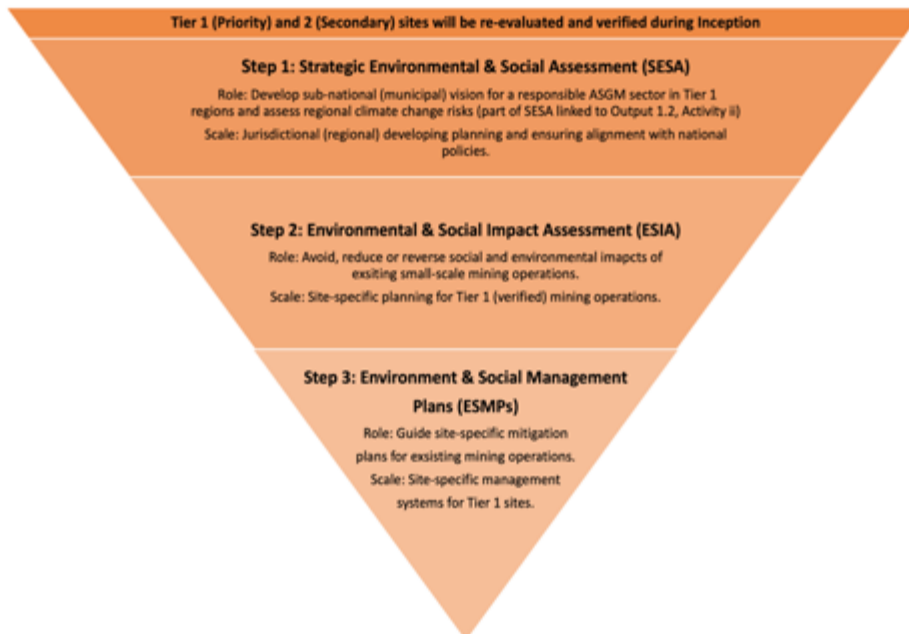 Tier 1 (Priority) and 2 (Secondary) sites will be re-evaluated and verified during Inception
Step 1: Strategic Environmental & Social Assessment (SESA)
Role: Develop sub-national (municipal) vision for a responsible ASGM sector in Tier 1
regions and assess regional climate change risks (part of SESA linked to Output 1.2, Activity ii)
Scale: Jurisdictional (regional) developing planning and ensuring alignment with national
policies.
Step 2: Environmental & Social Impact Assessment (ESIA)
Role: Avoid, reduce or reverse social and environmental imapcts of
exsiting small-scale mining operations.
Scale: Site-specific planning for Tier 1 (verified) mining operations.
Step 3: Environment & Social Management
Plans (ESMPs)
Role: Guide site-specific mitigation
plans for exsisting mining operations.
Scale: Site-specific management
systems for Tier 1 sites.